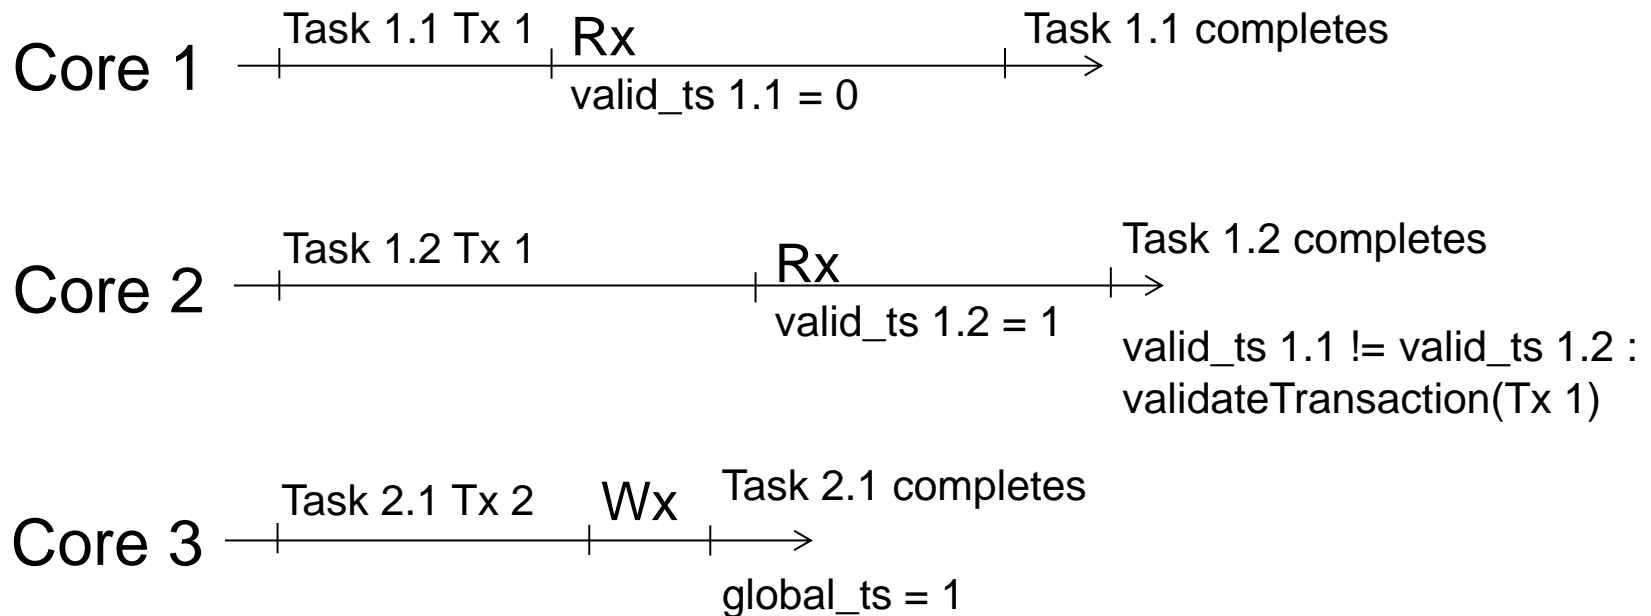 Task 1.1 Tx 1
Rx
Task 1.1 completes
Core 1
valid_ts 1.1 = 0
Task 1.2 Tx 1
Rx
Task 1.2 completes
Core 2
valid_ts 1.2 = 1
valid_ts 1.1 != valid_ts 1.2 :
validateTransaction(Tx 1)
Task 2.1 Tx 2
Wx
Task 2.1 completes
Core 3
global_ts = 1